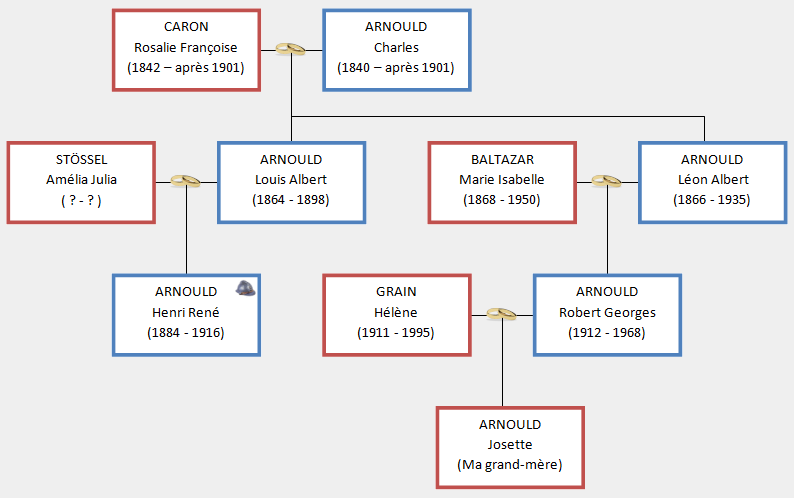 CARON
Rosalie Françoise
(1842 – après 1901)
ARNOULD
Charles
(1840 – après 1901)
STÖSSEL
Amélia Julia
( ? - ? )
ARNOULD
Louis Albert
(1864 - 1898)
BALTAZAR
Marie Isabelle
(1868 - 1950)
ARNOULD
Léon Albert
(1866 - 1935)
ARNOULD
Henri René
(1884 - 1916)
GRAIN
Hélène
(1911 - 1995)
ARNOULD
Robert Georges
(1912 - 1968)
ARNOULD
Josette
(Ma grand-mère)